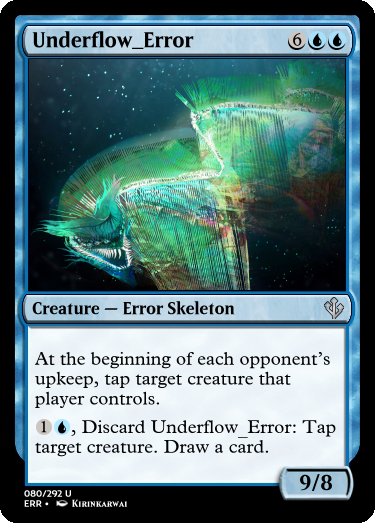 Underflow_Error 6
Creature — Error Skeleton
At the beginning of each opponent's
upkeep, tap target creature that
player controls.
1, Discard Underflow_Error: Tap
target creature. Draw a card.
9/8
080/292 U
ERR • Kirinkarwai